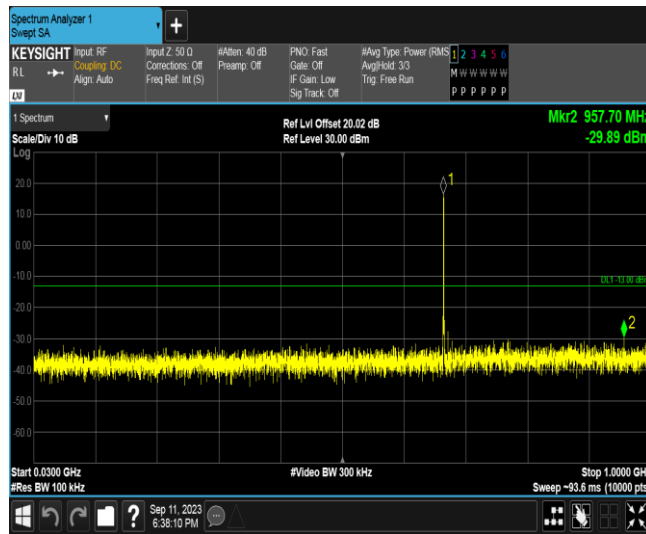 Spectrum Analyzer 1
Swept SA
+
KEYSIGHT
RL
LXI
Input: RF
Coupling: DC
Align: Auto
Input Z: 50 Ω
Corrections: Off
Freq Ref: Int (S)
#Atten: 40 dB
Preamp: Off
PNO: Fast
Gate: Off
IF Gain: Low
Sig Track: Off
#Avg Type: Power (RMS
Avg|Hold: 3/3
Trig: Free Run
1 2 3 4 5 6
M W W W W W
P P P P P P
1 Spectrum
Scale/Div 10 dB
Log
Ref Lvl Offset 20.02 dB
Ref Level 30.00 dBm
Mkr2 957.70 MHz
-29.89 dBm
20.0
10.0
0.00
-10.0
-20.0
-30.0
-40.0
-50.0
-60.0
1
DL1 -13.00 dBm
2
Start 0.0300 GHz
#Res BW 100 kHz
#Video BW 300 kHz
Stop 1.0000 GHz
Sweep ~93.6 ms (10000 pts)
?
Sep 11, 2023
6:38:10 PM